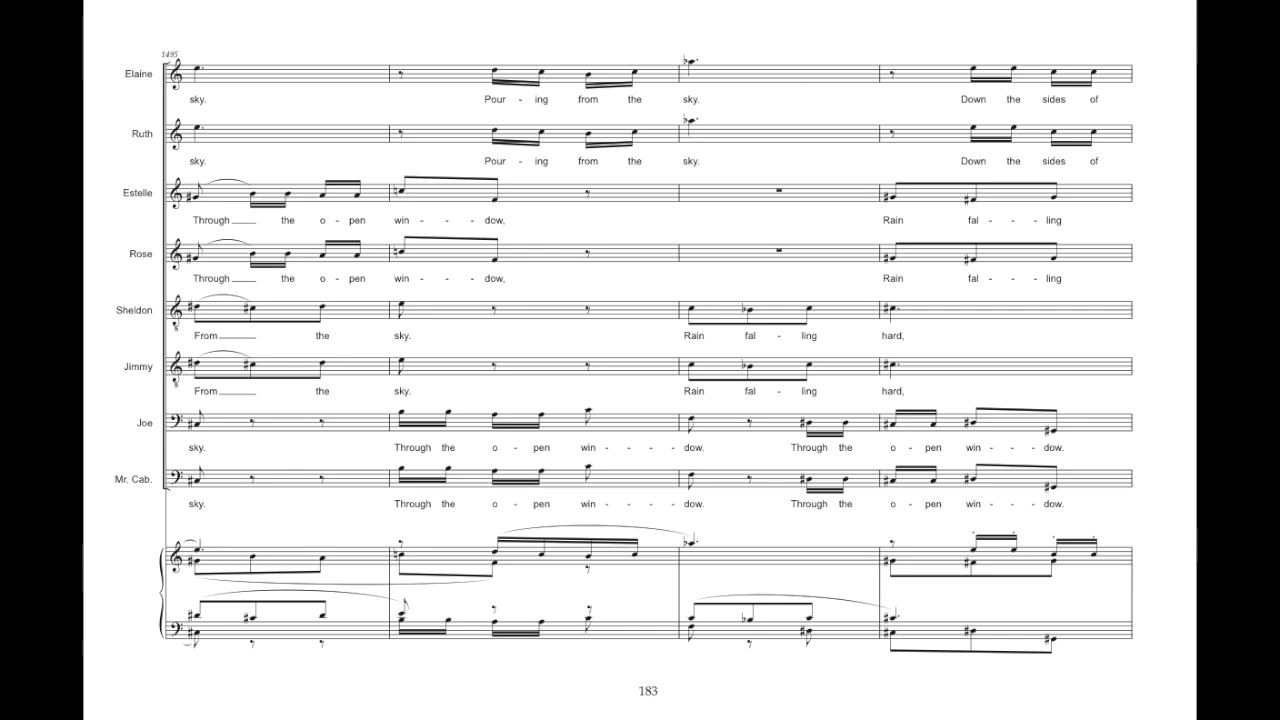 1495
Elaine
sky. Pour - ing from the sky. Down the sides of
Ruth
sky. Pour - ing from the sky. Down the sides of
Estelle
Through the o - pen win - - - dow, Rain fal - - - ling
Rose
Through the o - pen win - - - dow, Rain fal - - - ling
Sheldon
From the sky. Rain fal - ling hard,
Jimmy
From the sky. Rain fal - ling hard,
Joe
sky. Through the o - pen win - - - dow. Through the o - pen win - - - dow.
Mr. Cab.
sky. Through the o - pen win - - - dow. Through the o - pen win - - - dow.
183